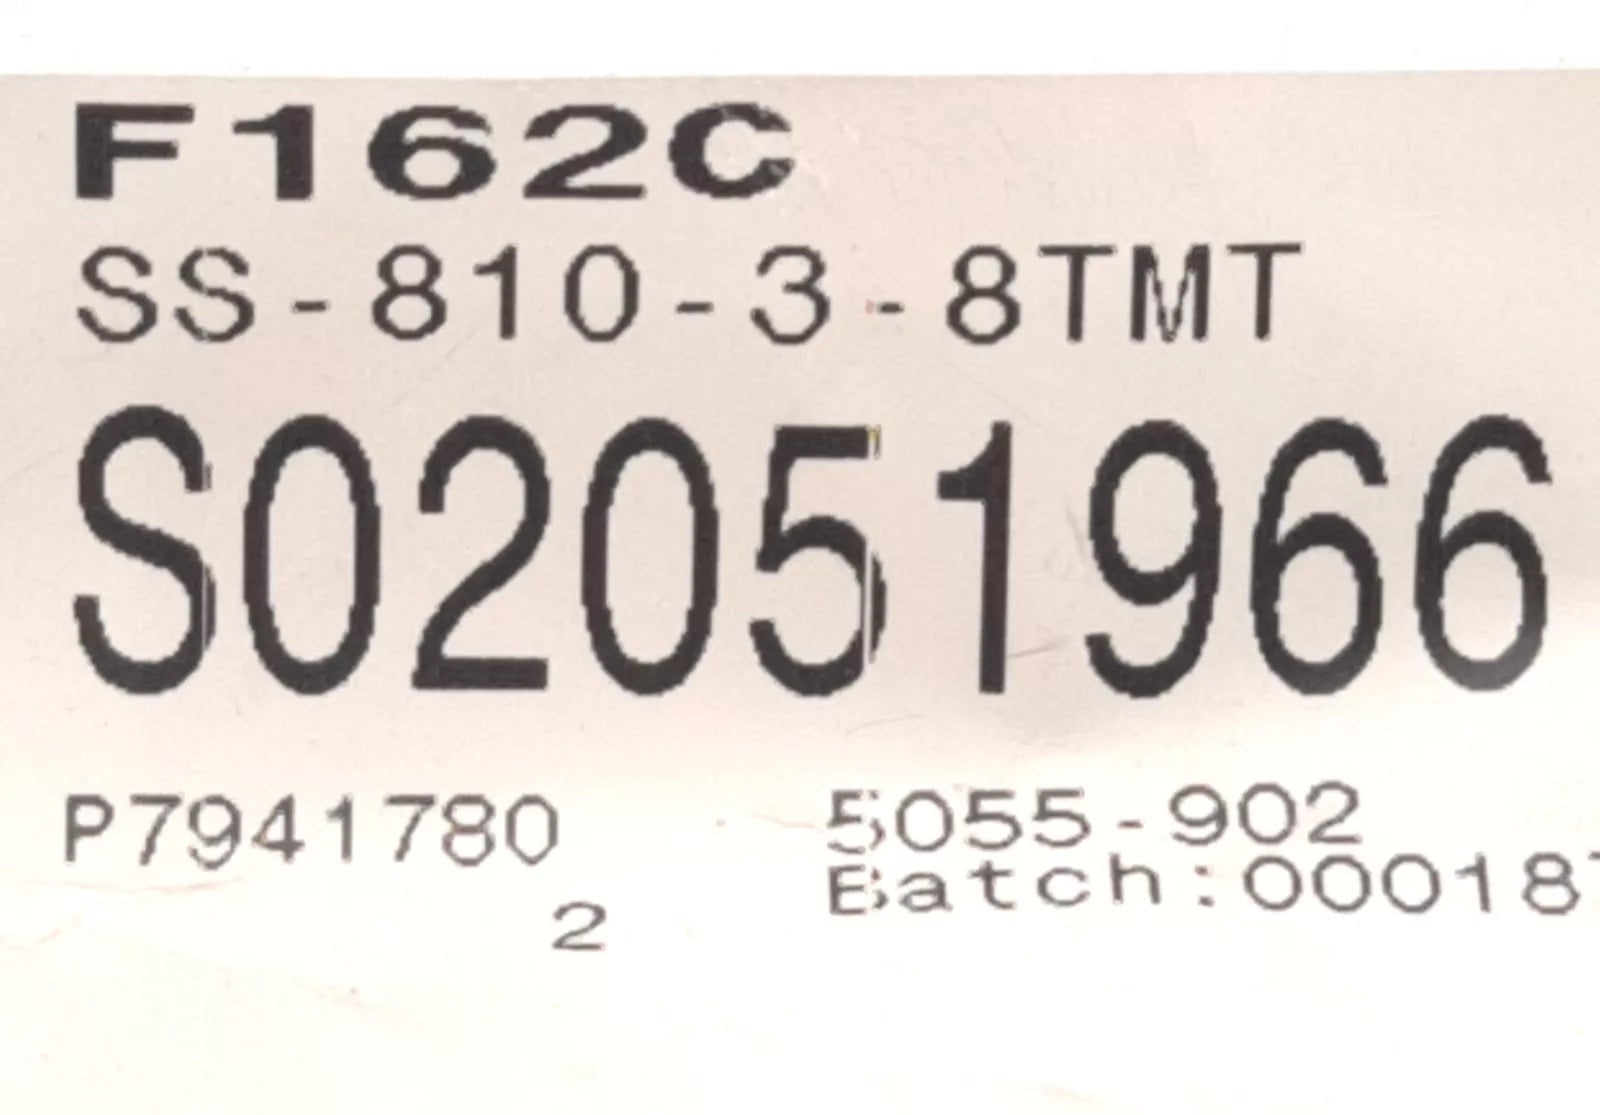 F162C
SS-810-3-8TMT
S02051966
P7941780
5055-902
Batch:00018
2